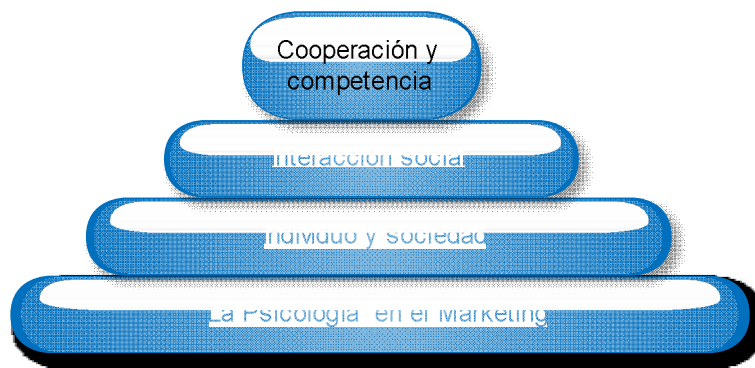 Cooperación y
competencia
Interacción social
Individuo y sociedad
La Psicología en el Marketing